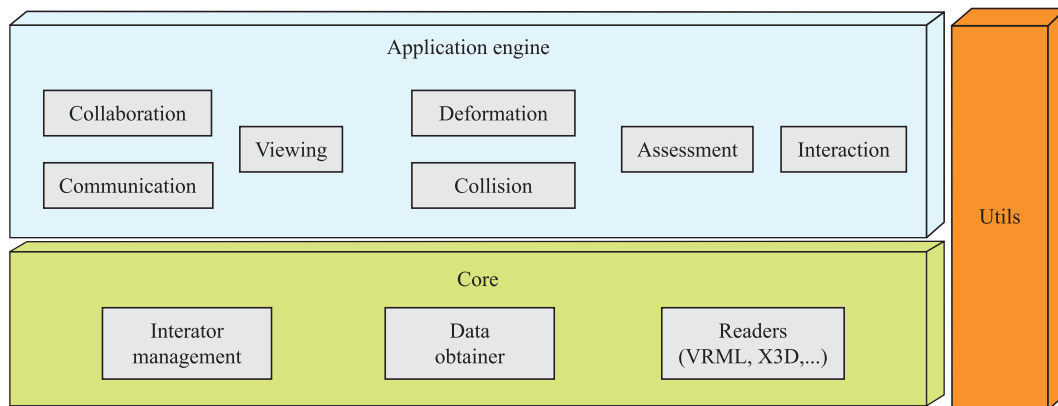 Application engine
Collaboration
Deformation
Viewing
Assessment
Interaction
Communication
Collision
Utils
Core
Interator
management
Data
obtainer
Readers
(VRML, X3D,...)